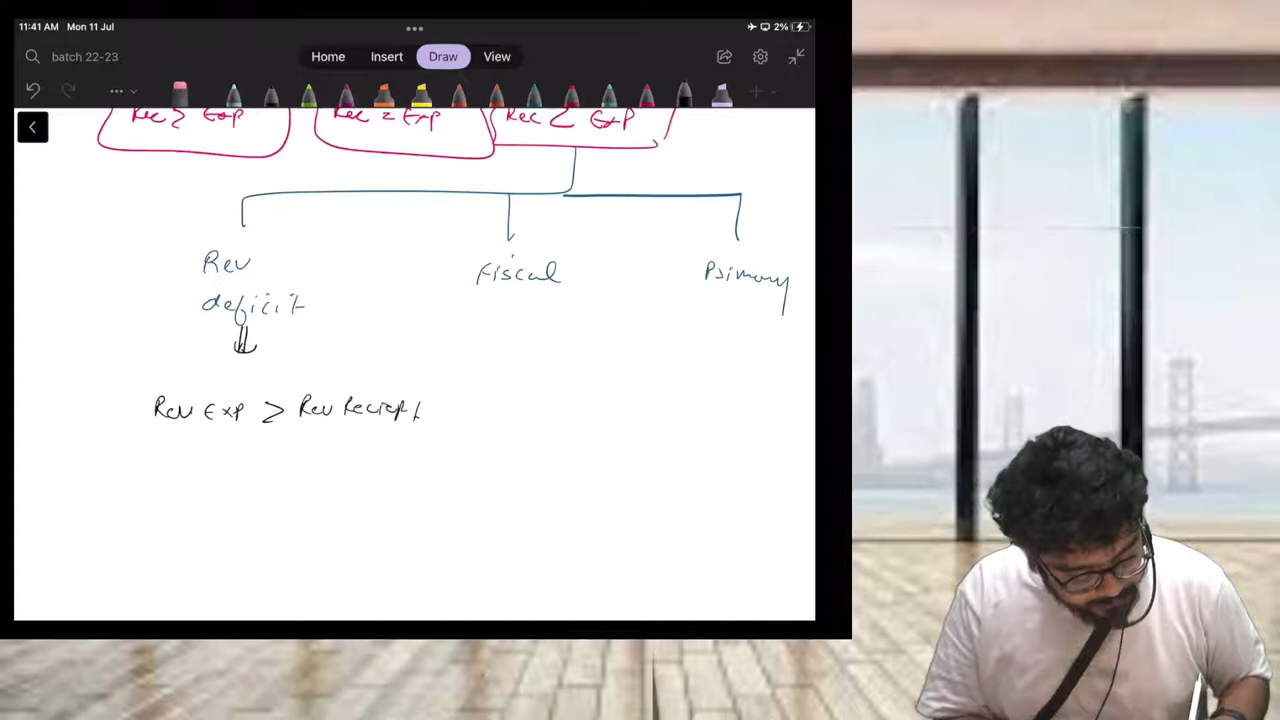 11:41 AM Mon 11 Jul
2%
batch 22-23
Home Insert Draw View
Rec > Exp
Rec = Exp
Rec < Exp
Rev
deficit
Fiscal
Primary
Rev Exp > Rev Reciept